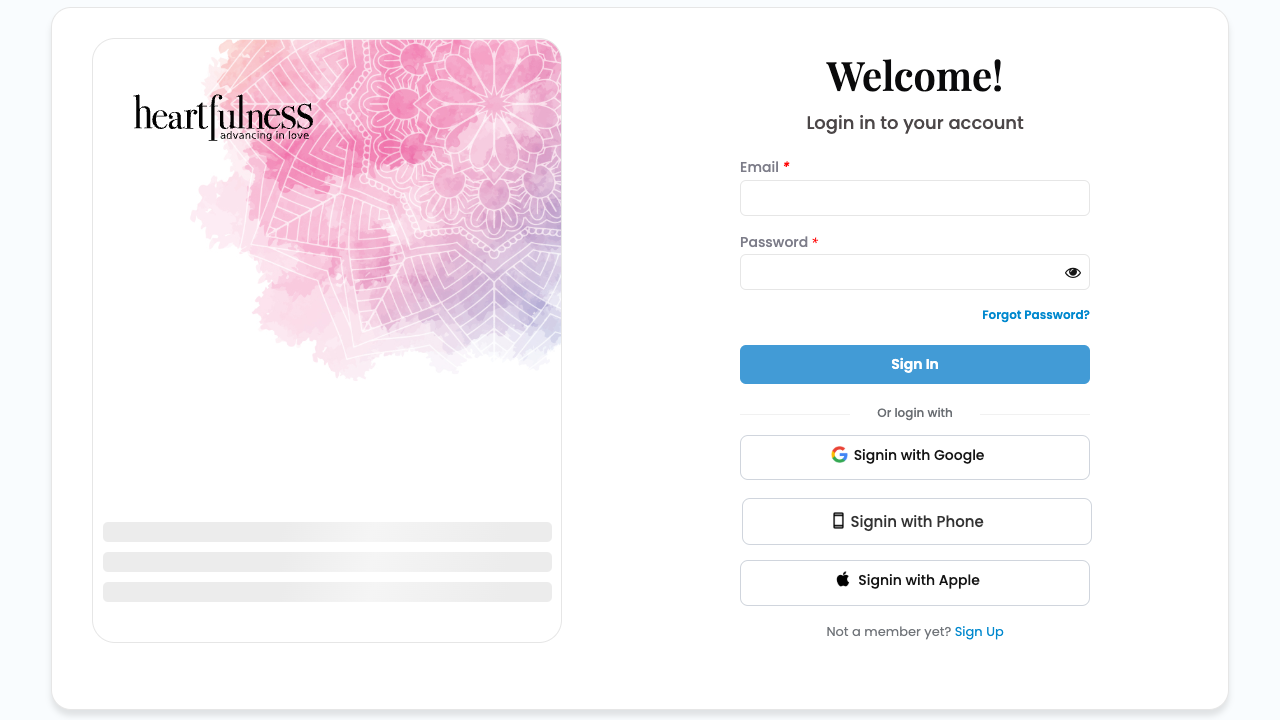 heartfulness
advancing in love
Welcome!
Login in to your account
Email *
Password *
Forgot Password?
Sign In
Or login with
Signin with Google
Signin with Phone
Signin with Apple
Not a member yet? Sign Up